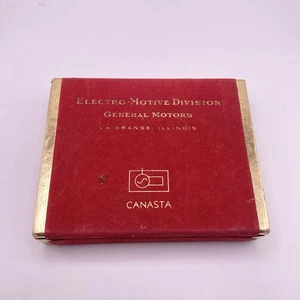 ELECTRO-MOTIVE DIVISION
GENERAL MOTORS
LA GRANGE, ILLINOIS
CANASTA